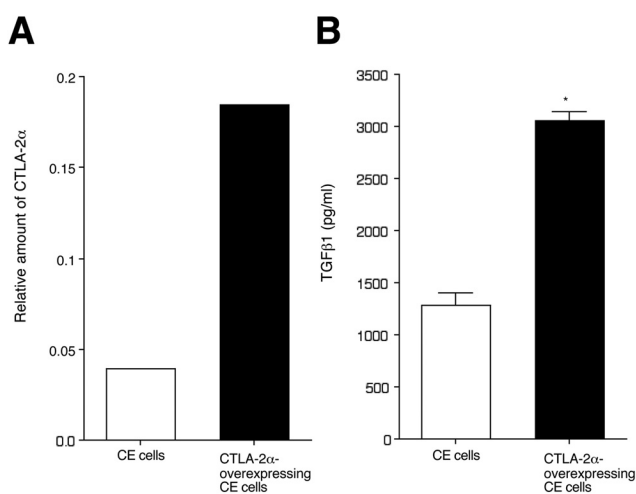 A
Relative amount of CTLA-2α
0.2
0.15
0.1
0.05
0.0
CE cells
CTLA-2α-
overexpressing
CE cells
B
TGFβ1 (pg/ml)
3500
3000
2500
2000
1500
1000
500
0
*
CE cells
CTLA-2α-
overexpressing
CE cells